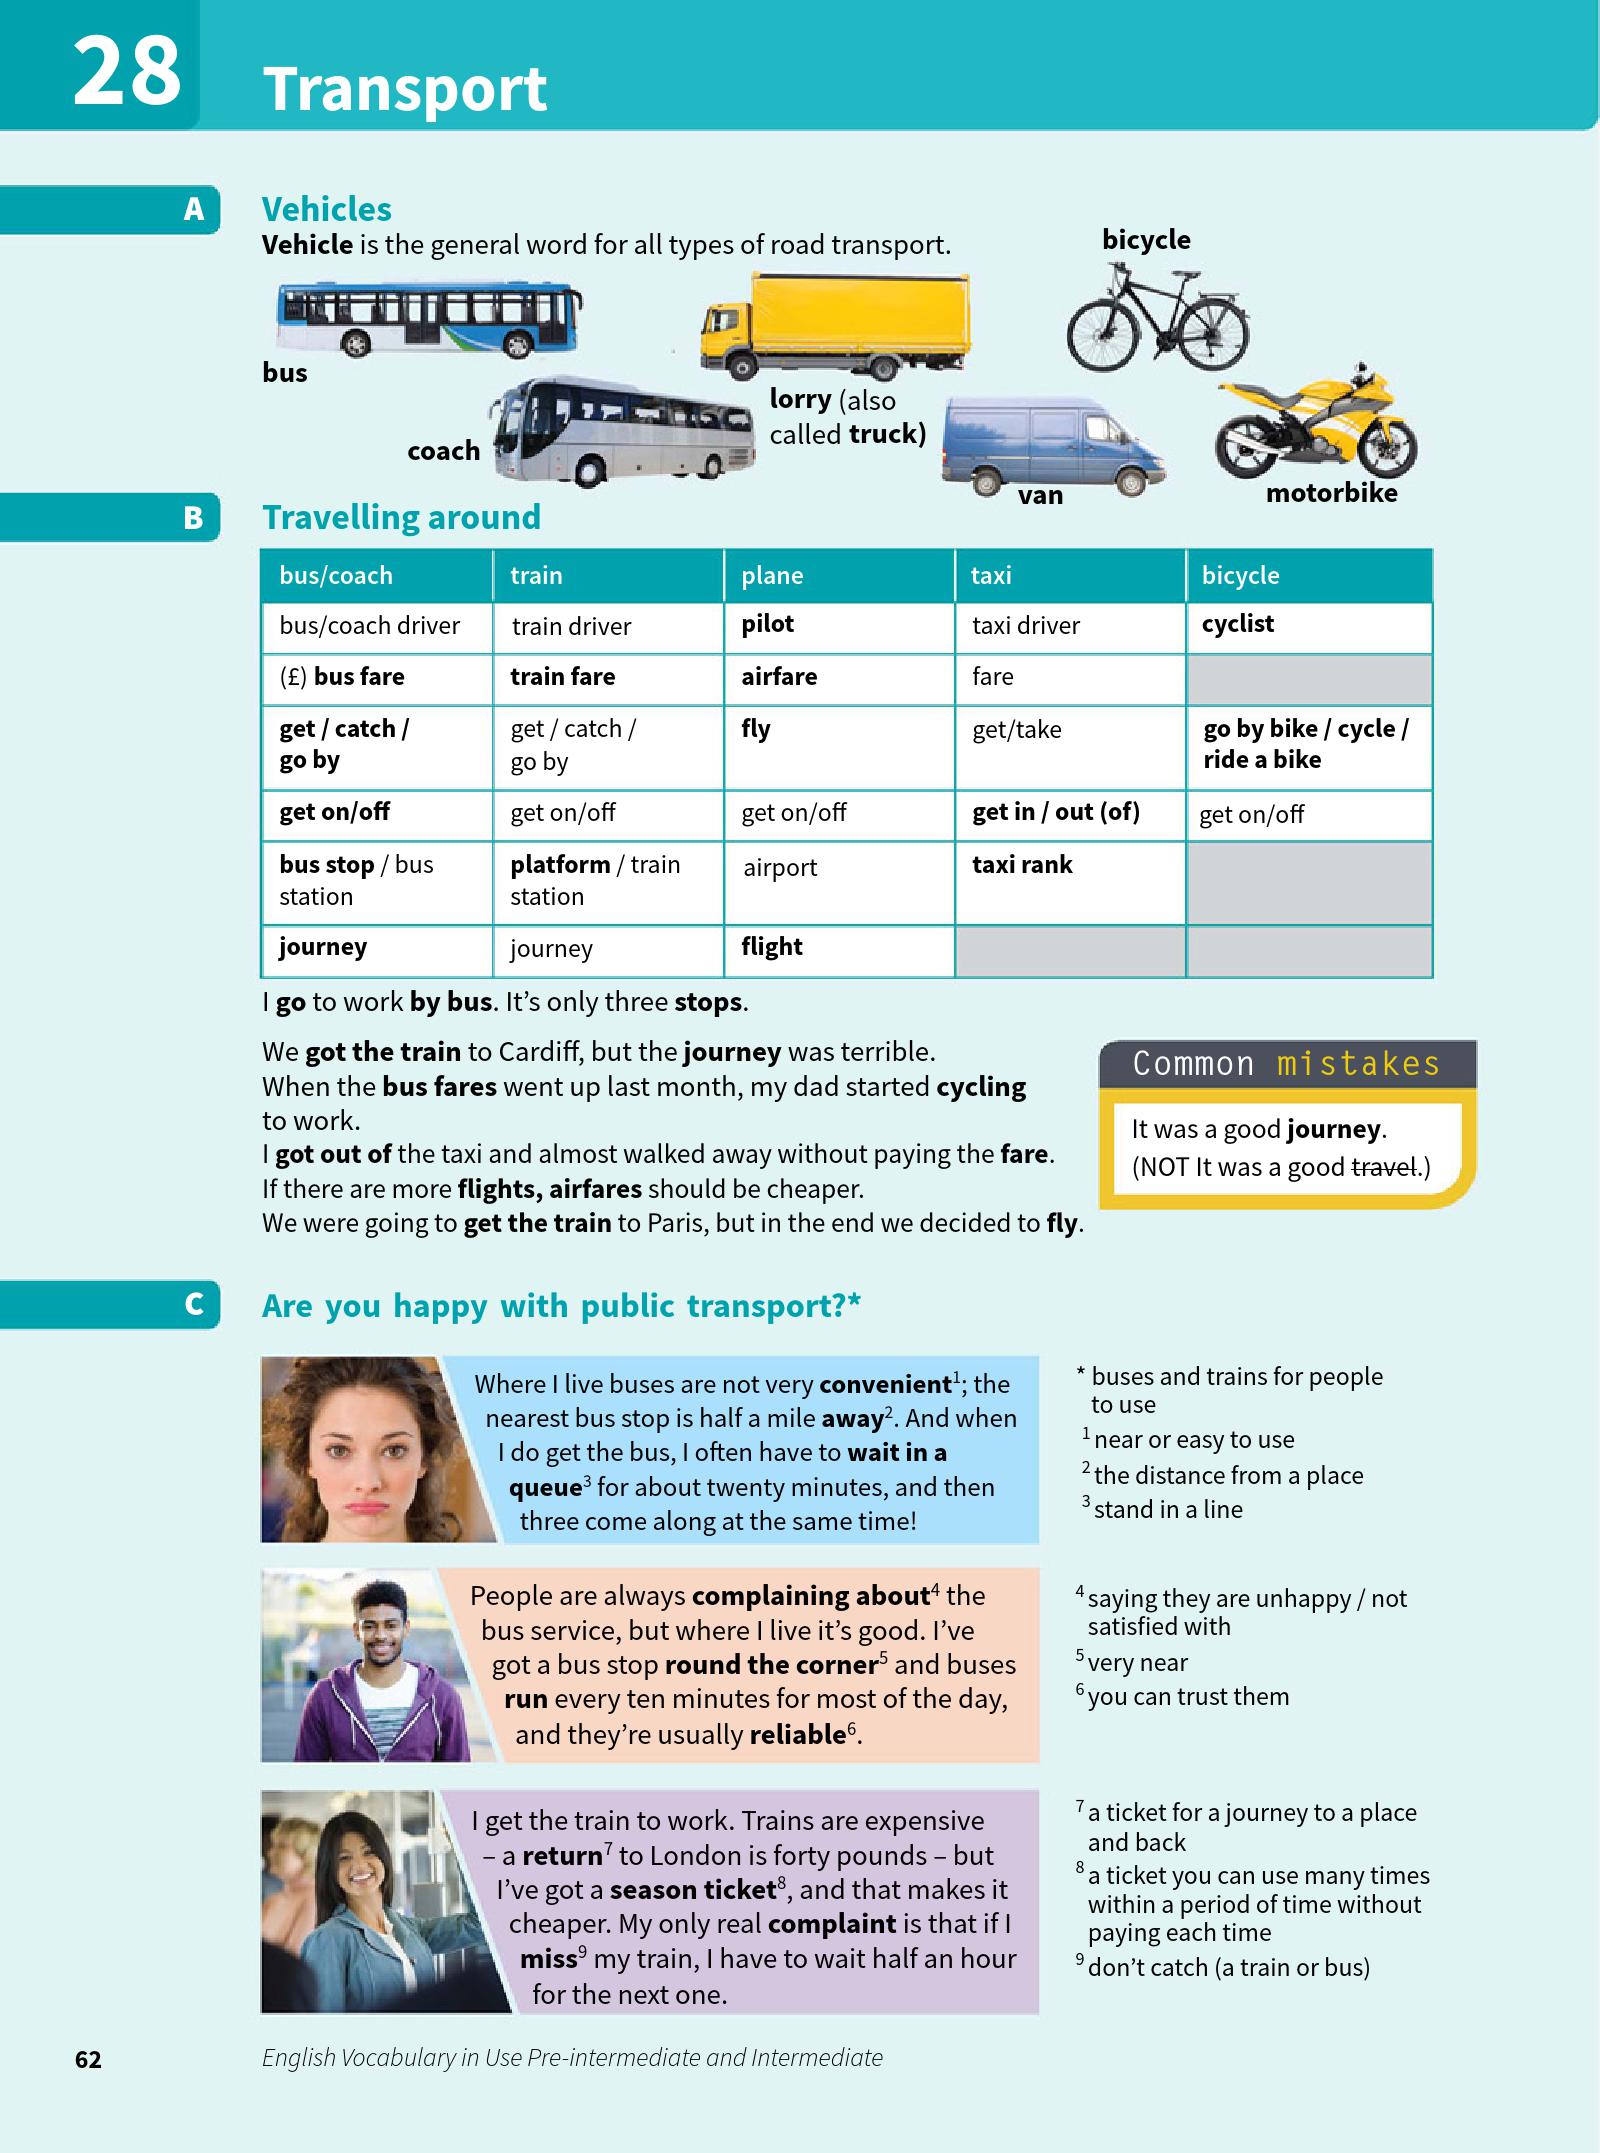 28
Transport
A
Vehicles
Vehicle is the general word for all types of road transport.
bicycle
bus
lorry (also
called truck)
coach
van
motorbike
B
Travelling around
bus/coach train plane taxi bicycle
bus/coach driver train driver pilot taxi driver cyclist
(£) bus fare train fare airfare fare
get / catch / get / catch / fly get/take go by bike / cycle /
go by go by ride a bike
get on/off get on/off get on/off get in / out (of) get on/off
bus stop / bus platform / train airport taxi rank
station station
journey journey flight
I go to work by bus. It’s only three stops.
We got the train to Cardiff, but the journey was terrible.
When the bus fares went up last month, my dad started cycling
to work.
I got out of the taxi and almost walked away without paying the fare.
If there are more flights, airfares should be cheaper.
We were going to get the train to Paris, but in the end we decided to fly.
Common mistakes
It was a good journey.
(NOT It was a good travel.)
C
Are you happy with public transport?*
Where I live buses are not very convenient1; the
nearest bus stop is half a mile away2. And when
I do get the bus, I often have to wait in a
queue3 for about twenty minutes, and then
three come along at the same time!
* buses and trains for people
to use
1 near or easy to use
2 the distance from a place
3 stand in a line
People are always complaining about4 the
bus service, but where I live it’s good. I’ve
got a bus stop round the corner5 and buses
run every ten minutes for most of the day,
and they’re usually reliable6.
4 saying they are unhappy / not
satisfied with
5 very near
6 you can trust them
I get the train to work. Trains are expensive
– a return7 to London is forty pounds – but
I’ve got a season ticket8, and that makes it
cheaper. My only real complaint is that if I
miss9 my train, I have to wait half an hour
for the next one.
7 a ticket for a journey to a place
and back
8 a ticket you can use many times
within a period of time without
paying each time
9 don’t catch (a train or bus)
62
English Vocabulary in Use Pre-intermediate and Intermediate